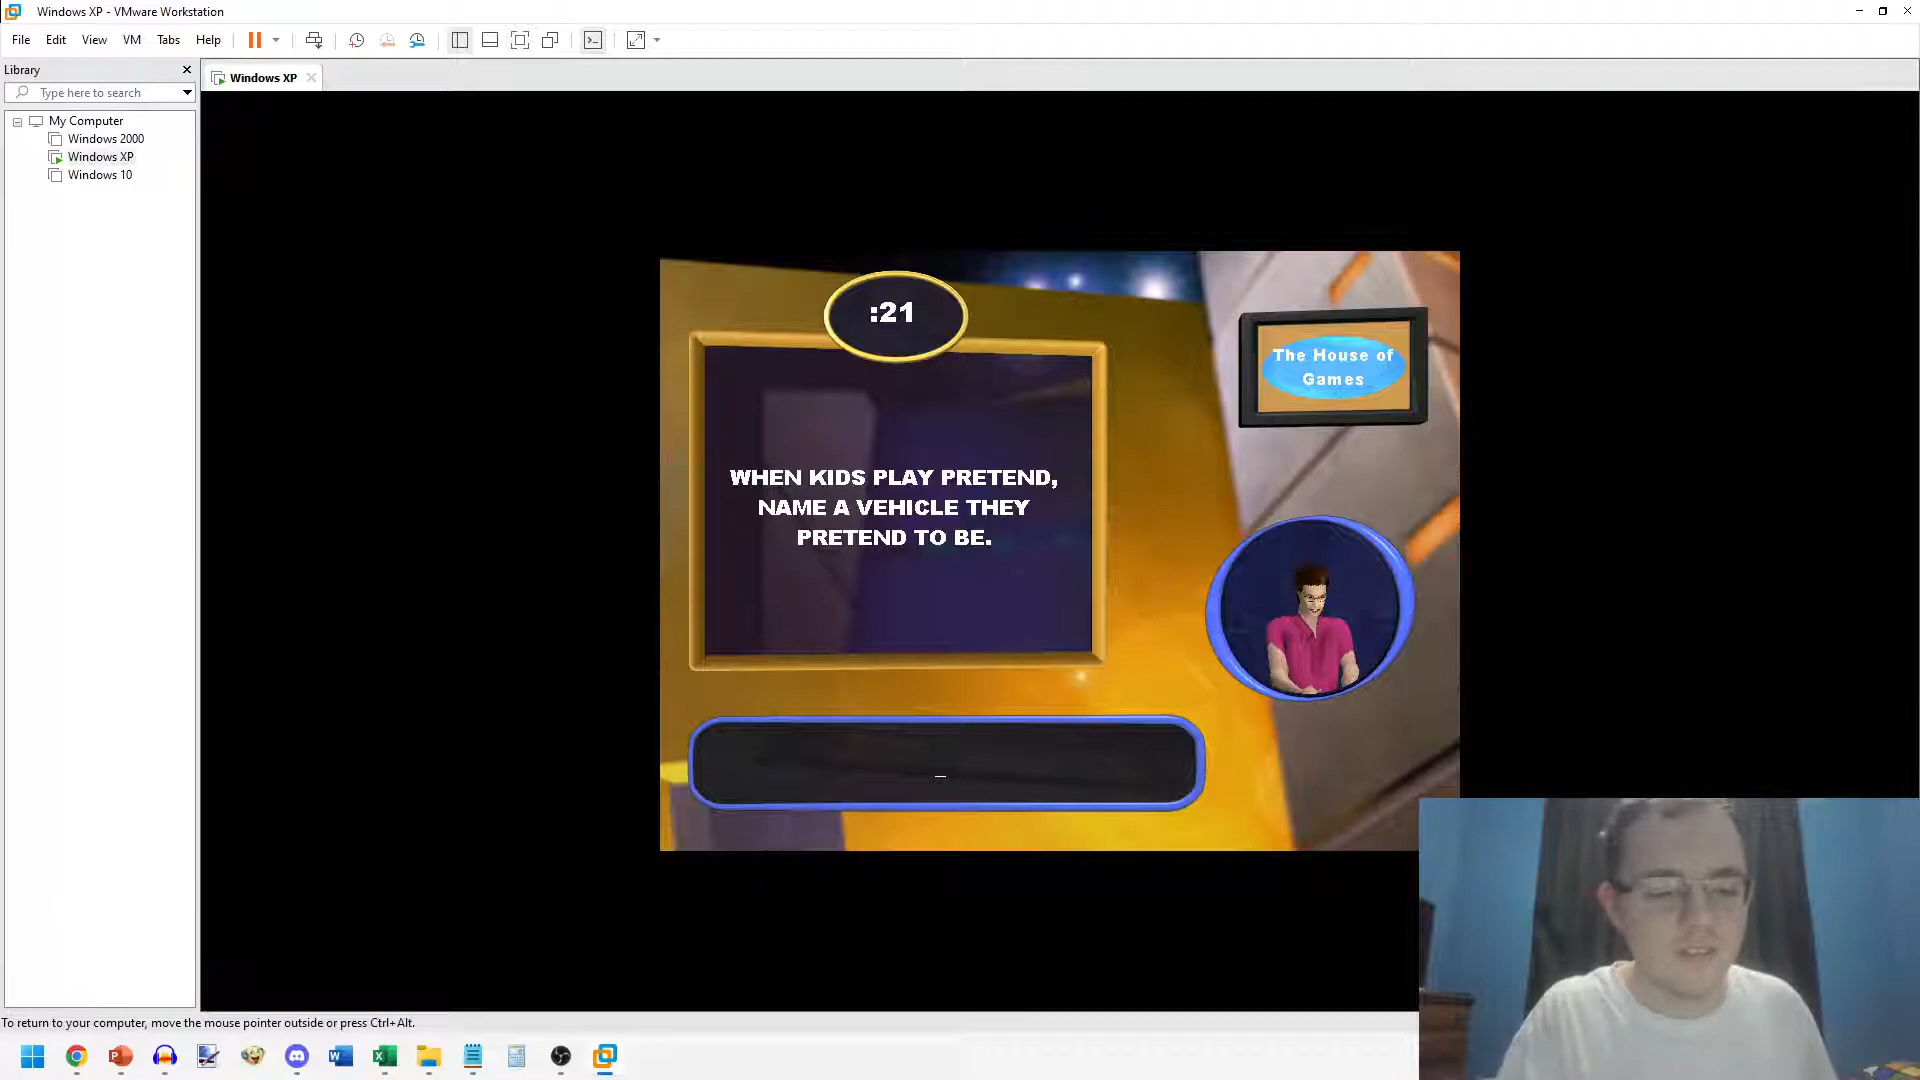 Windows XP - VMware Workstation
File Edit View VM Tabs Help
Library
Type here to search
My Computer
Windows 2000
Windows XP
Windows 10
Windows XP
:21
The House of
Games
WHEN KIDS PLAY PRETEND,
NAME A VEHICLE THEY
PRETEND TO BE.
_
To return to your computer, move the mouse pointer outside or press Ctrl+Alt.